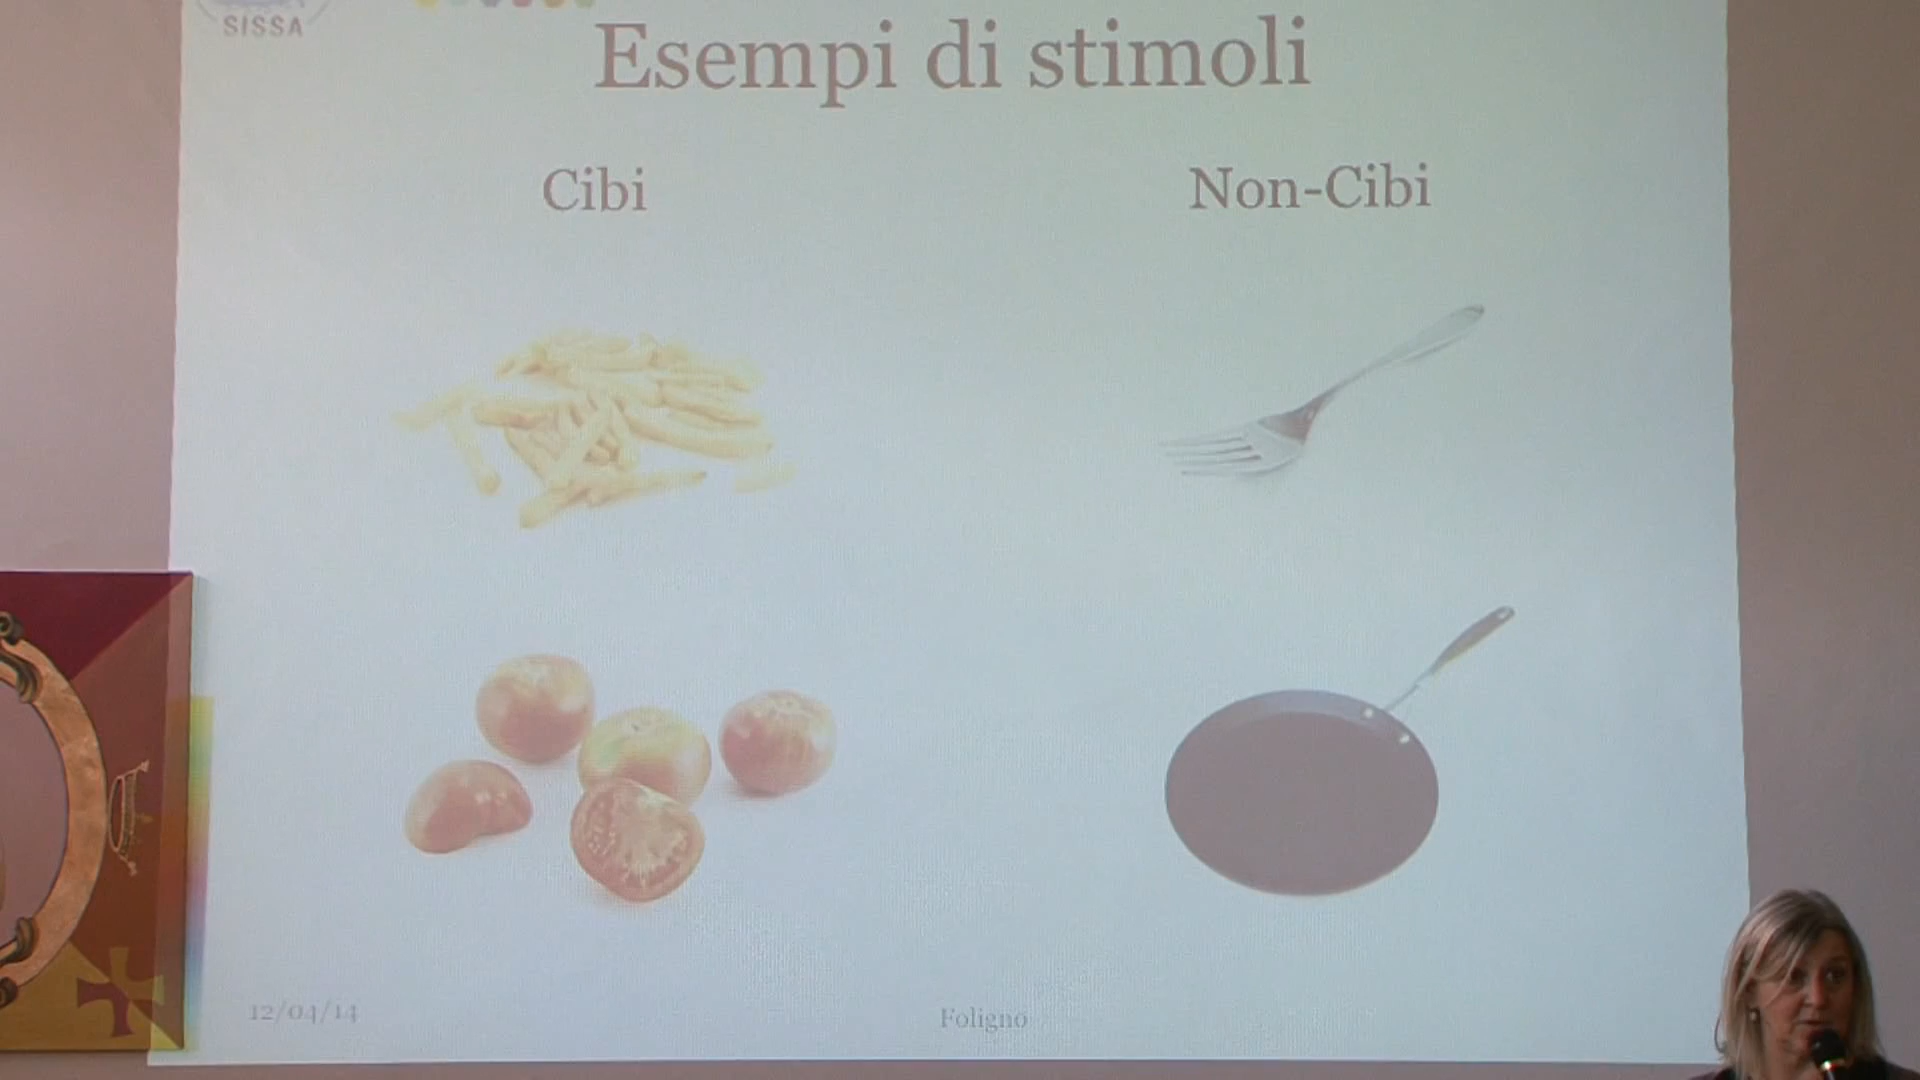 SISSA
Esempi di stimoli
Cibi
Non-Cibi
12/04/14
Foligno